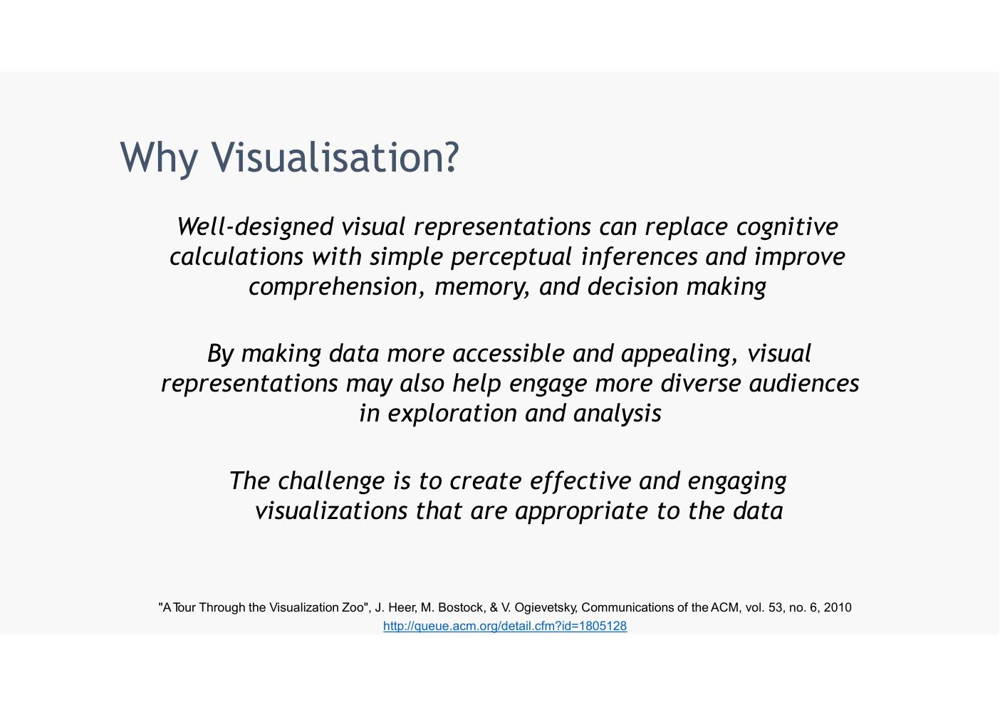 Why Visualisation?
Well-designed visual representations can replace cognitive
calculations with simple perceptual inferences and improve
comprehension, memory, and decision making
By making data more accessible and appealing, visual
representations may also help engage more diverse audiences
in exploration and analysis
The challenge is to create effective and engaging
visualizations that are appropriate to the data
"A Tour Through the Visualization Zoo", J. Heer, M. Bostock, & V. Ogievetsky, Communications of the ACM, vol. 53, no. 6, 2010
http://queue.acm.org/detail.cfm?id=1805128